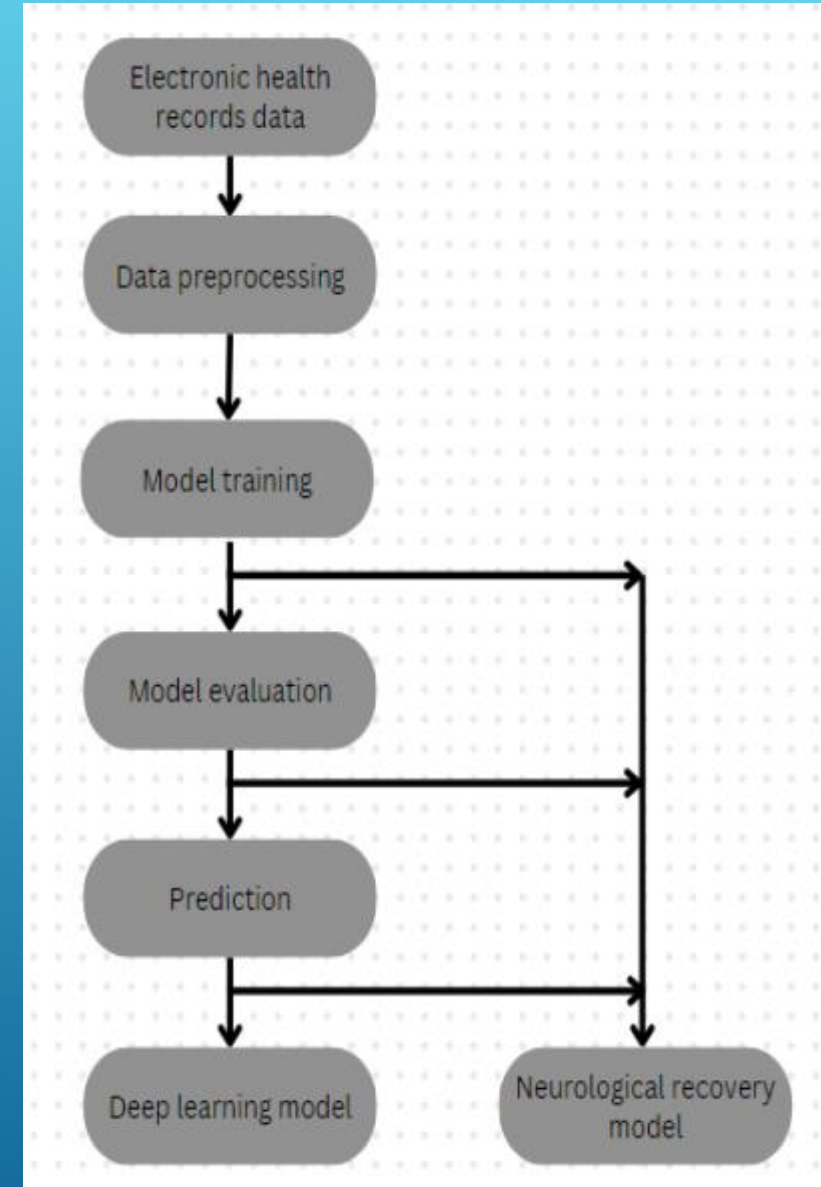 Electronic health
records data
Data preprocessing
Model training
Model evaluation
Prediction
Deep learning model
Neurological recovery
model